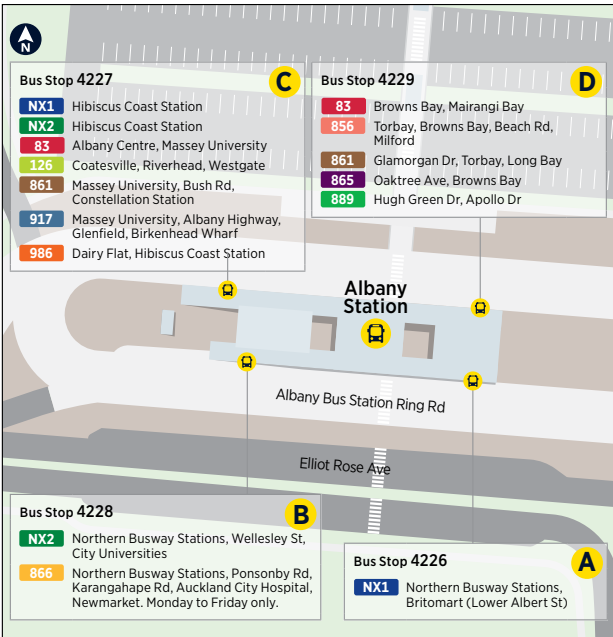 N
Bus Stop 4227
C
NX1 Hibiscus Coast Station
NX2 Hibiscus Coast Station
83 Albany Centre, Massey University
126 Coatesville, Riverhead, Westgate
861 Massey University, Bush Rd,
Constellation Station
917 Massey University, Albany Highway,
Glenfield, Birkenhead Wharf
986 Dairy Flat, Hibiscus Coast Station
Bus Stop 4229
D
83 Browns Bay, Mairangi Bay
856 Torbay, Browns Bay, Beach Rd,
Milford
861 Glamorgan Dr, Torbay, Long Bay
865 Oaktree Ave, Browns Bay
889 Hugh Green Dr, Apollo Dr
Albany
Station
Albany Bus Station Ring Rd
Elliot Rose Ave
Bus Stop 4228
B
NX2 Northern Busway Stations, Wellesley St,
City Universities
866 Northern Busway Stations, Ponsonby Rd,
Karangahape Rd, Auckland City Hospital,
Newmarket. Monday to Friday only.
Bus Stop 4226
A
NX1 Northern Busway Stations,
Britomart (Lower Albert St)